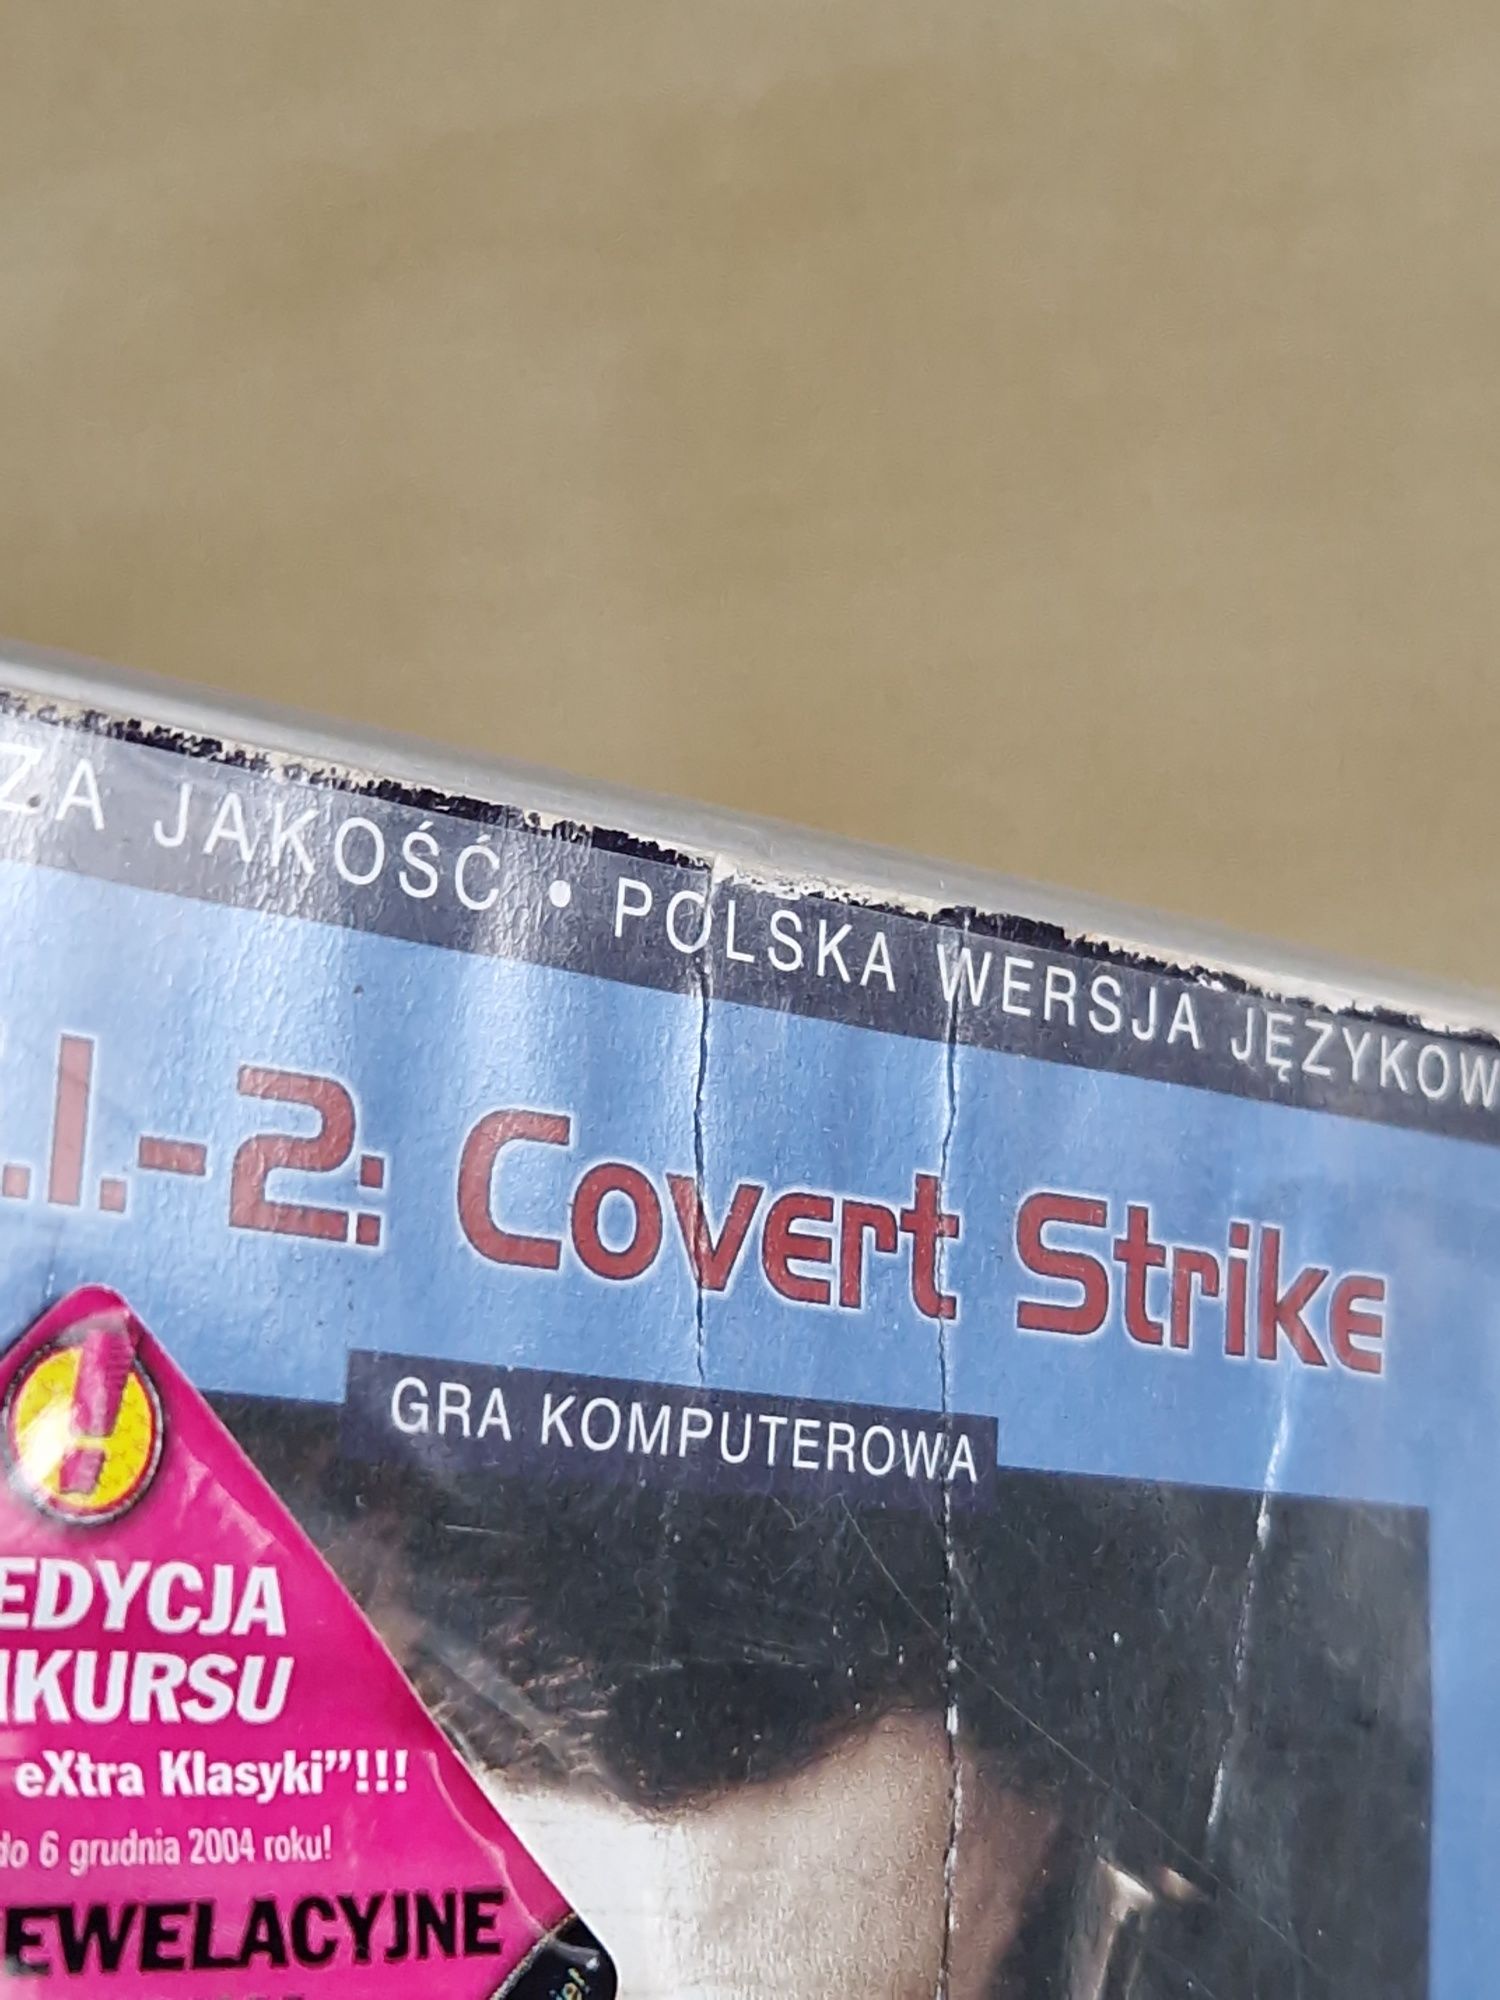 ZA JAKOŚĆ • POLSKA WERSJA JĘZYKOW
.I.-2: Covert Strike
GRA KOMPUTEROWA
!
EDYCJA
KURSU
eXtra Klasyki”!!!
do 6 grudnia 2004 roku!
EWELACYJNE